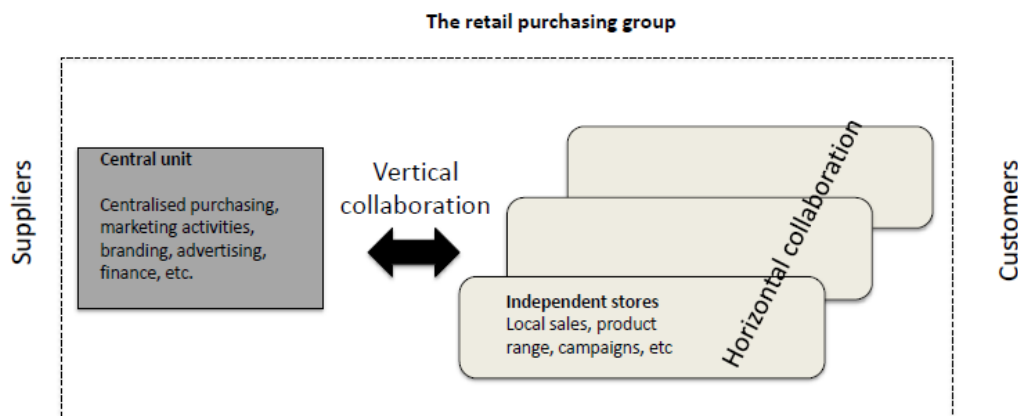 The retail purchasing group
Suppliers
Central unit
Centralised purchasing,
marketing activities,
branding, advertising,
finance, etc.
Vertical
collaboration
Independent stores
Local sales, product
range, campaigns, etc
Horizontal collaboration
Customers